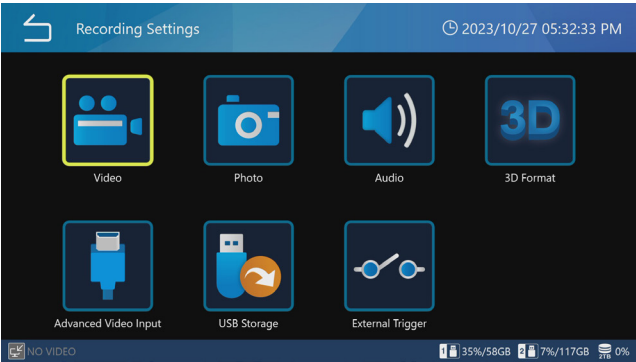 Recording Settings 2023/10/27 05:32:33 PM
3D
Video Photo Audio 3D Format
Advanced Video Input USB Storage External Trigger
NO VIDEO 1 35%/58GB 2 7%/117GB 2TB 0%